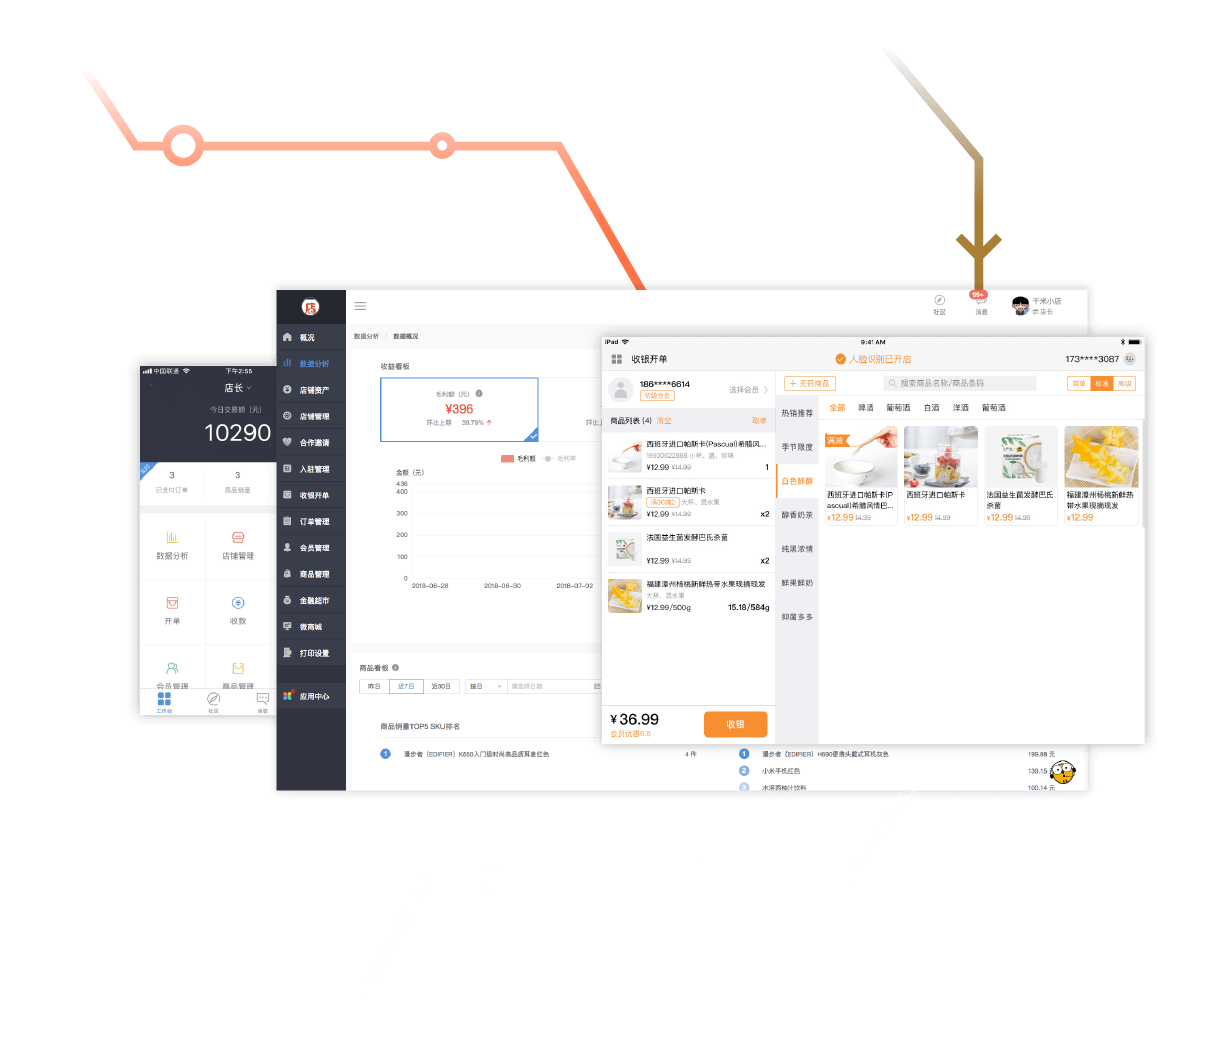 中国联通
下午2:55
店长
今日交易额（元）
10290
实时
3
3
已支付订单
商品销量
数据分析
店铺管理
开单
收款
会员管理
商品管理
工作台
社区
消息
店
概况
数据分析
店铺资产
店铺管理
合作邀请
入驻管理
收银开单
订单管理
会员管理
商品管理
金融超市
微商城
打印设置
应用中心
社区
99+
消息
千米小店
店长
数据分析 / 数据概况
收益看板
毛利额（元）
¥396
环比上期 39.79%
环比上
毛利额
毛利率
金额（元）
436
400
300
200
100
0
2018-06-28
2018-06-30
2018-07-02
商品看板
昨日
近7日
近30日
按日
请选择日期
商品销量TOP5 SKU排名
1 漫步者（EDIFIER）K550入门级时尚高品质耳麦红色
4 件
1 漫步者（EDIFIER）H690便携头戴式耳机灰色
199.88 元
2 小米手机红色
139.15
3 水溶西柚汁饮料
100.14 元
iPad
9:41 AM
收银开单
人脸识别已开启
173****3087
186****6614
初级会员
选择会员
商品列表 (4) 清空
取单
西班牙进口帕斯卡(Pascual)希腊风...
19930622888 小杯、温、珍珠
¥12.99 ¥14.99
1
西班牙进口帕斯卡
满30减2 大杯、混水果
¥12.99 ¥14.99
x2
法国益生菌发酵巴氏杀菌
¥12.99 ¥14.99
x2
福建漳州杨桃新鲜热带水果现摘现发
大杯、混水果
¥12.99/500g
15.18/584g
¥ 36.99
会员优惠6.5
收银
无码商品
搜索商品名称/商品条码
简单
标准
高级
热销推荐
季节限度
白色鲜醇
醇香奶茶
纯黑浓情
鲜果鲜奶
抑菌多多
全部
啤酒
葡萄酒
白酒
洋酒
葡萄酒
满减
西班牙进口帕斯卡(P
ascual)希腊风情巴...
¥12.99 ¥14.99
西班牙进口帕斯卡
¥12.99 ¥14.99
法国益生菌发酵巴氏
杀菌
¥12.99 ¥14.99
福建漳州杨桃新鲜热
带水果现摘现发
¥12.99